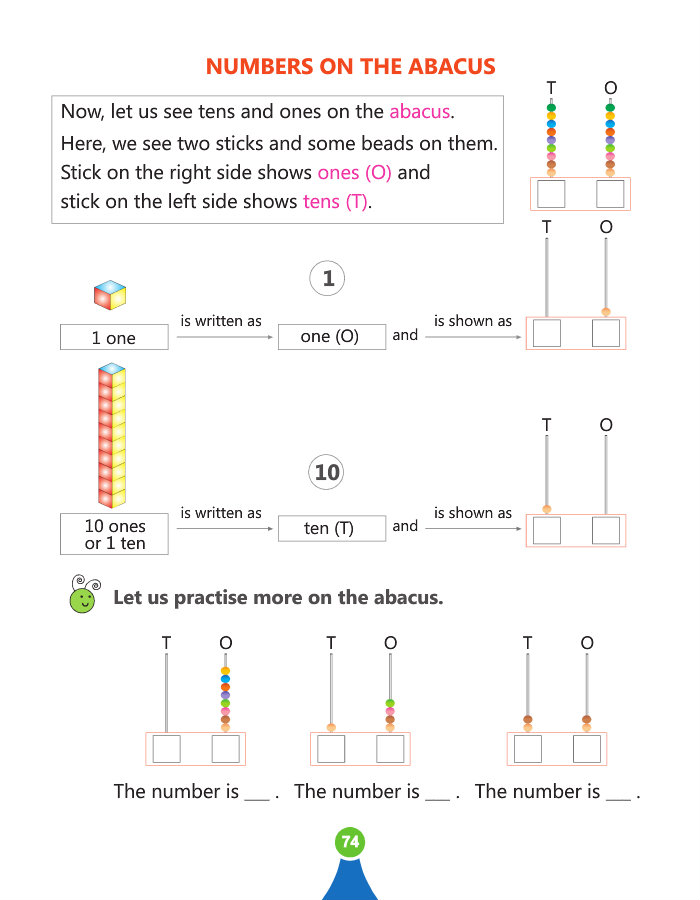 NUMBERS ON THE ABACUS
T O
Now, let us see tens and ones on the abacus.
Here, we see two sticks and some beads on them.
Stick on the right side shows ones (O) and
stick on the left side shows tens (T).
T O
1
1 one
is written as
one (O)
and
is shown as
T O
10
10 ones
or 1 ten
is written as
ten (T)
and
is shown as
Let us practise more on the abacus.
T O T O T O
The number is ___ . The number is ___ . The number is ___ .
74